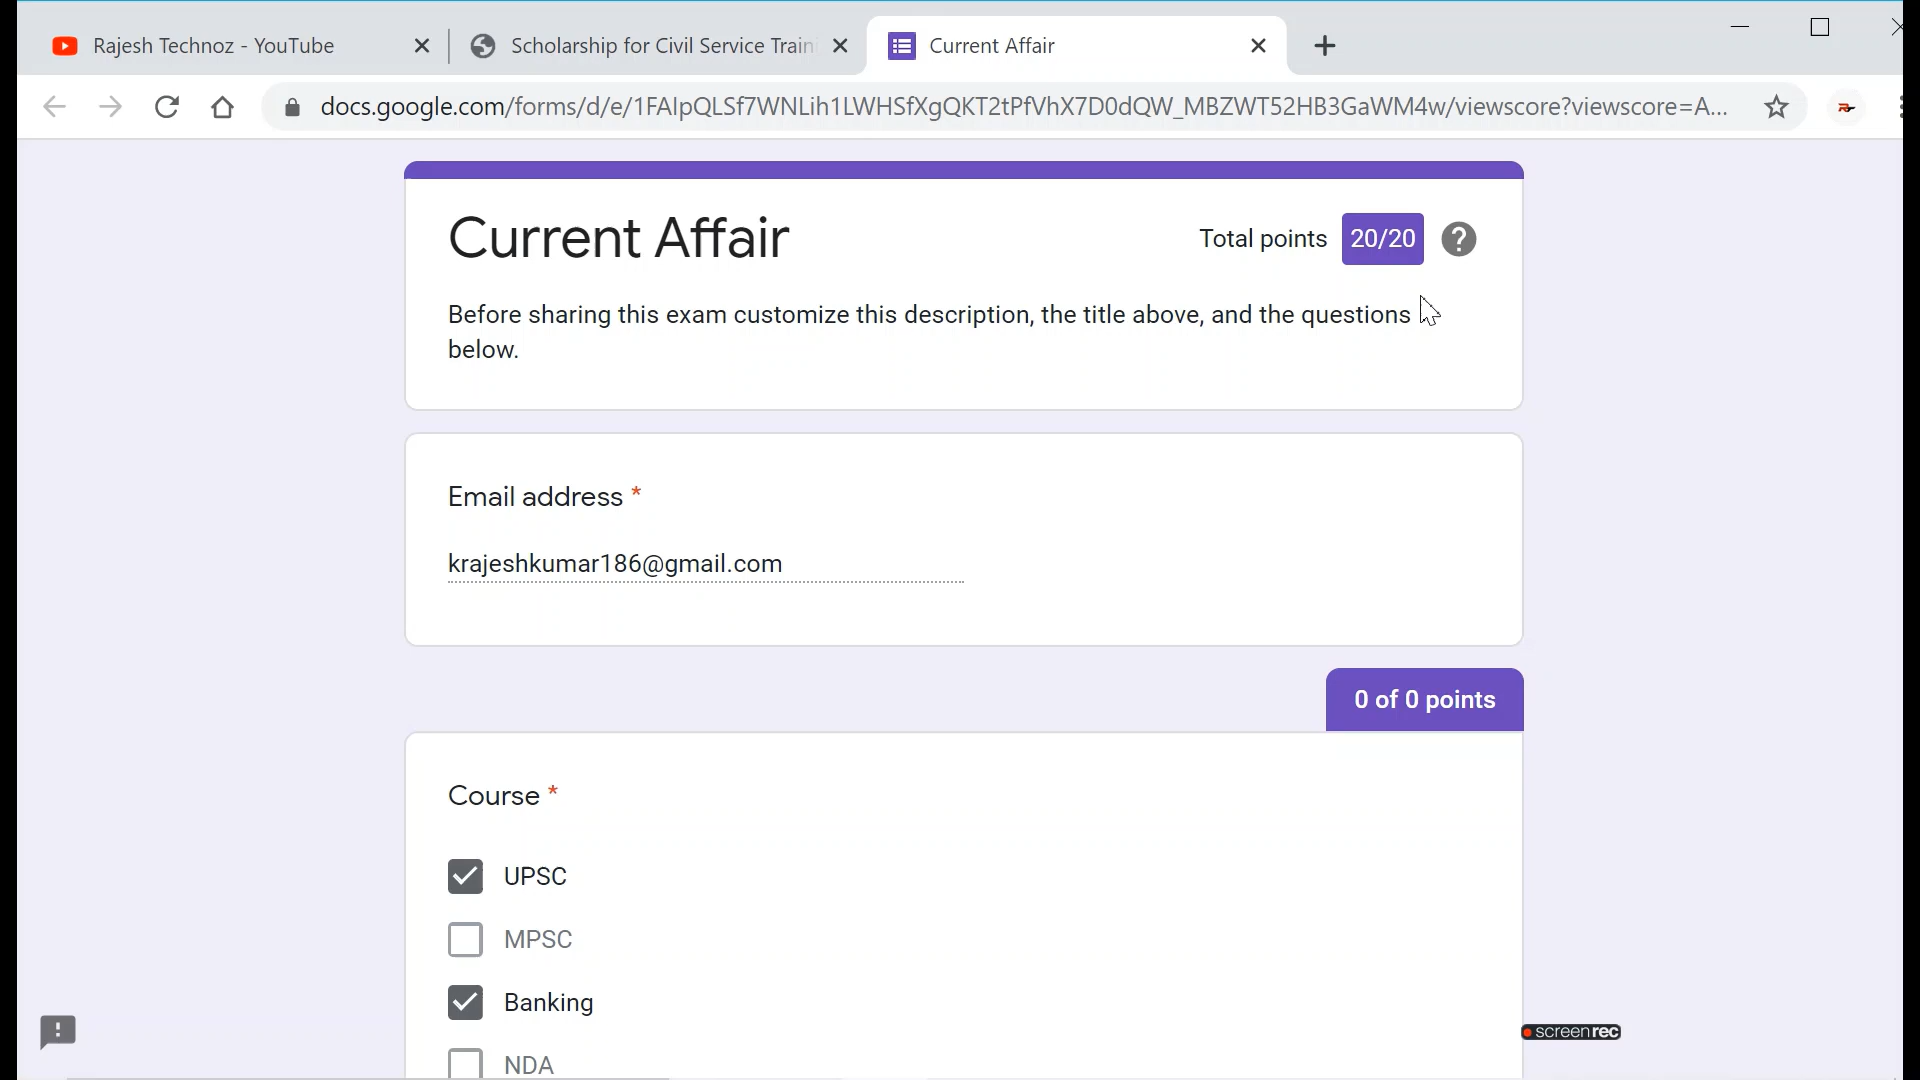 Rajesh Technoz - YouTube
Scholarship for Civil Service Train
Current Affair
docs.google.com/forms/d/e/1FAIpQLSf7WNLih1LWHSfXgQKT2tPfVhX7D0dQW_MBZWT52HB3GaWM4w/viewscore?viewscore=A...
Current Affair
Total points 20/20
Before sharing this exam customize this description, the title above, and the questions
below.
Email address *
krajeshkumar186@gmail.com
0 of 0 points
Course *
UPSC
MPSC
Banking
NDA
screenrec